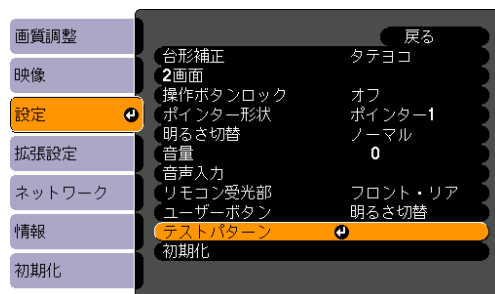 画質調整
映像
設定
拡張設定
ネットワーク
情報
初期化
戻る
台形補正 タテヨコ
2画面
操作ボタンロック オフ
ポインター形状 ポインター1
明るさ切替 ノーマル
音量 0
音声入力
リモコン受光部 フロント・リア
ユーザーボタン 明るさ切替
テストパターン
初期化